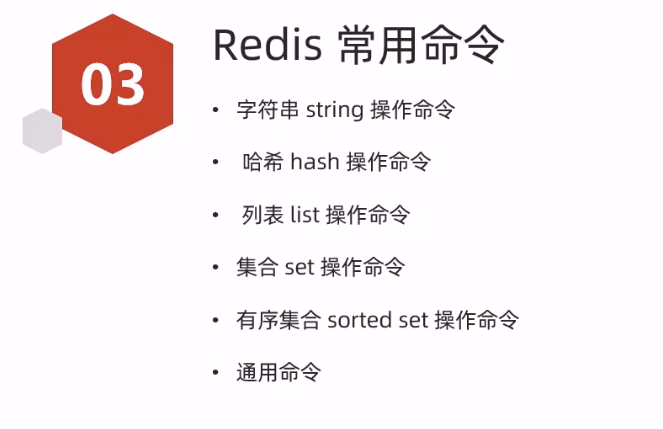 03
Redis 常用命令
• 字符串 string 操作命令
• 哈希 hash 操作命令
• 列表 list 操作命令
• 集合 set 操作命令
• 有序集合 sorted set 操作命令
• 通用命令